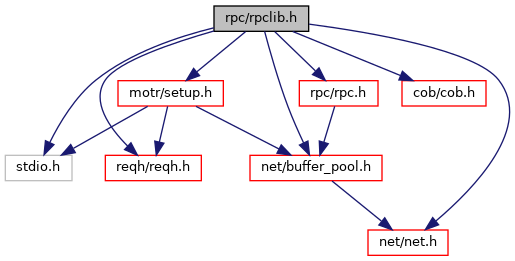 rpc/rpclib.h
motr/setup.h
rpc/rpc.h
cob/cob.h
stdio.h
reqh/reqh.h
net/buffer_pool.h
net/net.h